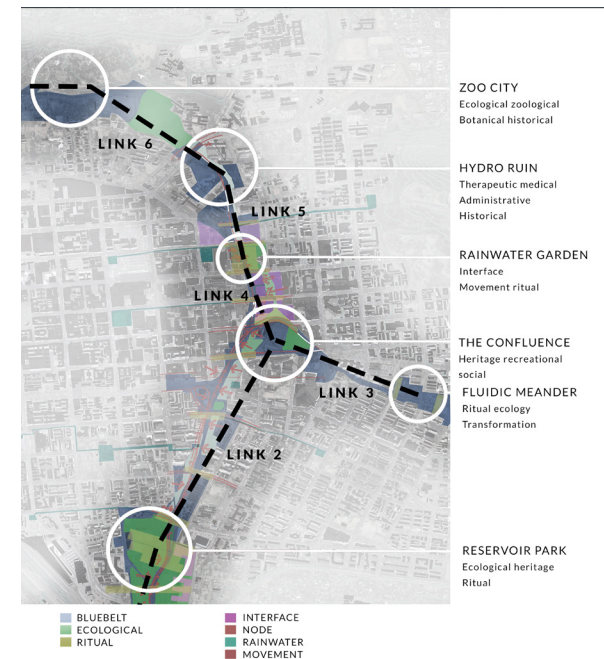 ZOO CITY
Ecological zoological
Botanical historical
LINK 6
HYDRO RUIN
Therapeutic medical
Administrative
Historical
LINK 5
RAINWATER GARDEN
Interface
Movement ritual
LINK 4
THE CONFLUENCE
Heritage recreational
social
LINK 3
FLUIDIC MEANDER
Ritual ecology
Transformation
LINK 2
RESERVOIR PARK
Ecological heritage
Ritual
BLUEBELT
ECOLOGICAL
RITUAL
INTERFACE
NODE
RAINWATER
MOVEMENT